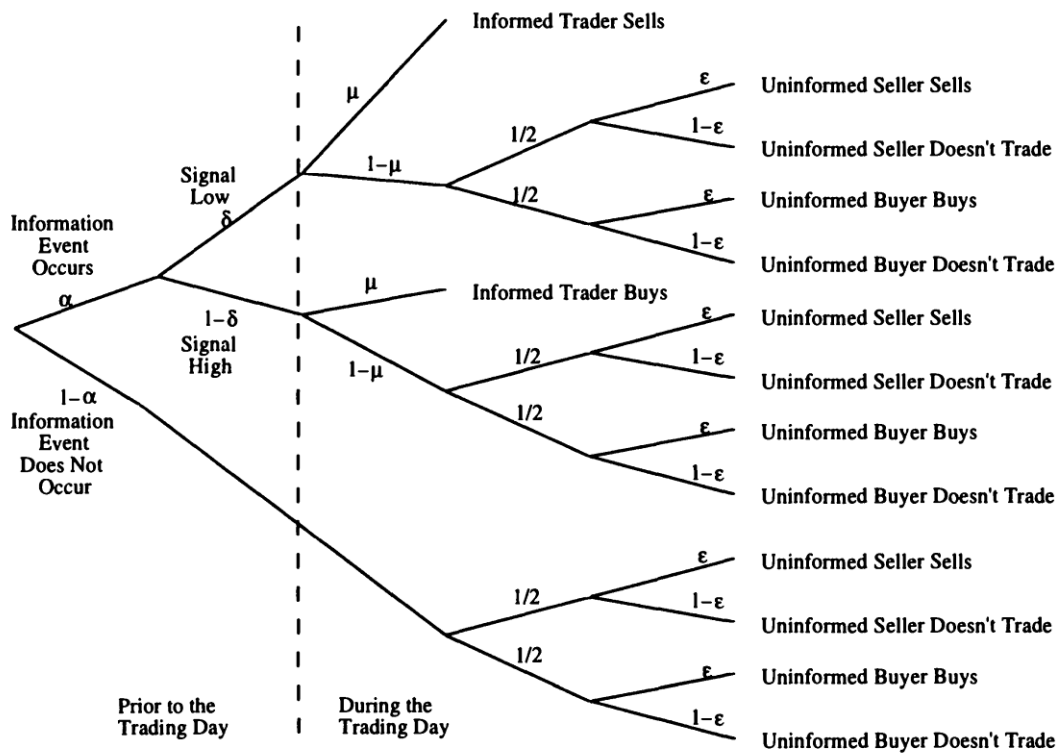 Informed Trader Sells
μ
ε
Uninformed Seller Sells
1/2
1−ε
Uninformed Seller Doesn't Trade
1−μ
Signal
Low
δ
1/2
ε
Uninformed Buyer Buys
1−ε
Uninformed Buyer Doesn't Trade
Information
Event
Occurs
α
μ
Informed Trader Buys
1−δ
Signal
High
1−μ
ε
Uninformed Seller Sells
1/2
1−ε
Uninformed Seller Doesn't Trade
1/2
ε
Uninformed Buyer Buys
1−ε
Uninformed Buyer Doesn't Trade
1−α
Information
Event
Does Not
Occur
ε
Uninformed Seller Sells
1/2
1−ε
Uninformed Seller Doesn't Trade
1/2
ε
Uninformed Buyer Buys
1−ε
Uninformed Buyer Doesn't Trade
Prior to the
Trading Day
During the
Trading Day